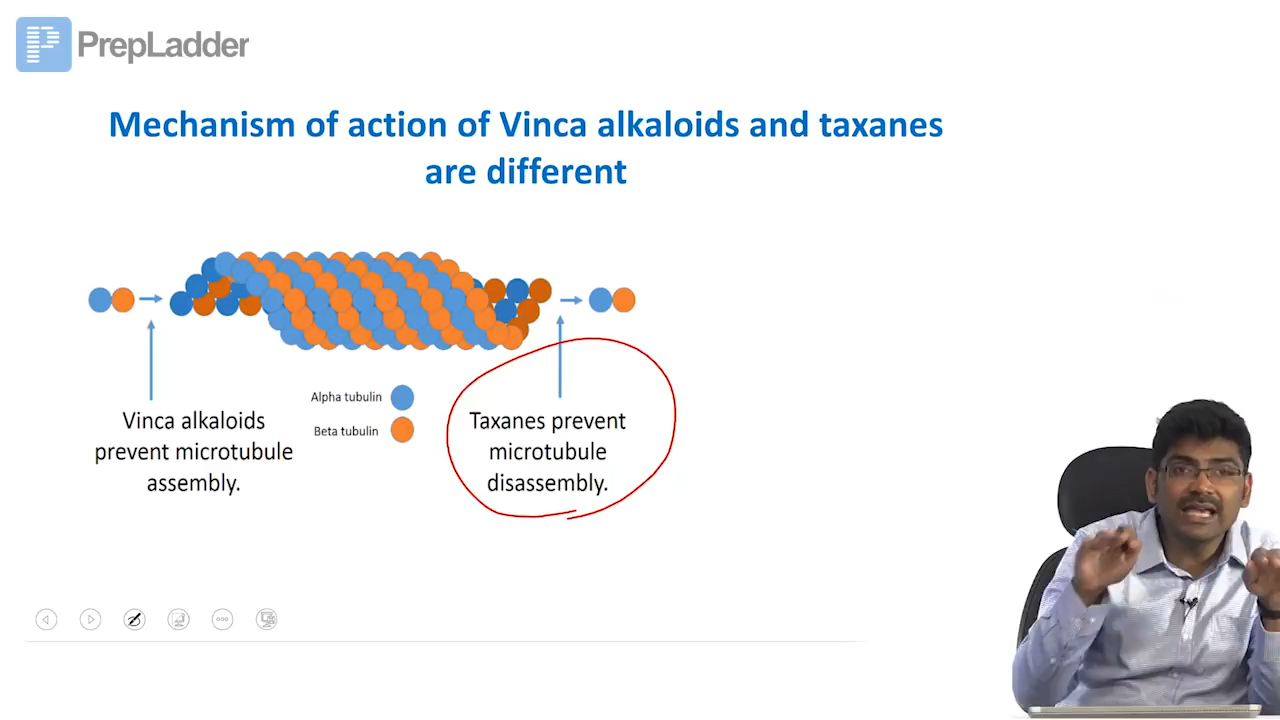 PrepLadder
Mechanism of action of Vinca alkaloids and taxanes
are different
Alpha tubulin
Beta tubulin
Vinca alkaloids
prevent microtubule
assembly.
Taxanes prevent
microtubule
disassembly.